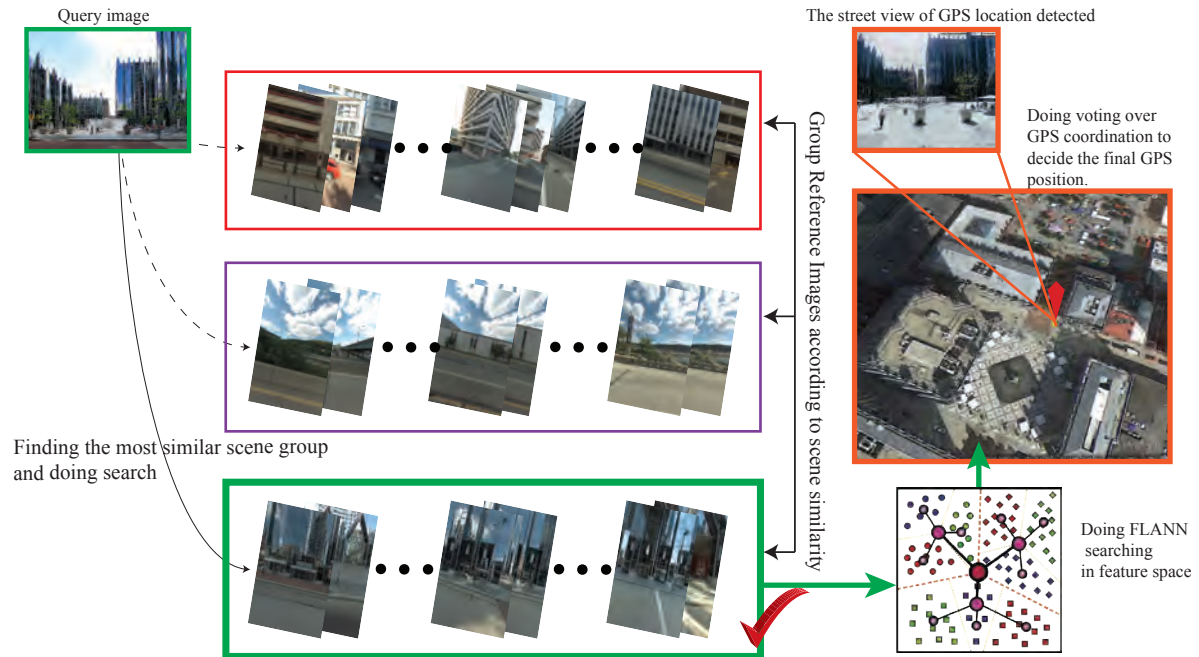 Query image
The street view of GPS location detected
Doing voting over
GPS coordination to
decide the final GPS
position.
Group Reference Images according to scene similarity
Finding the most similar scene group
and doing search
Doing FLANN
searching
in feature space